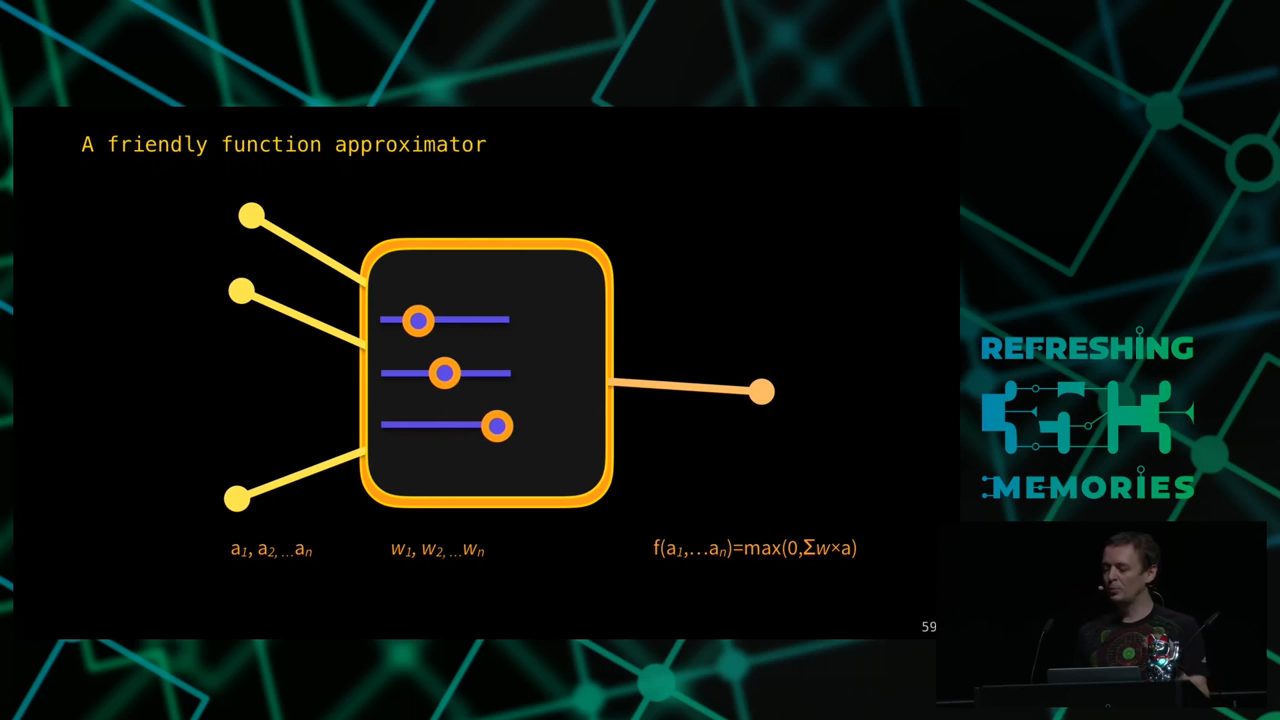 A friendly function approximator
a1, a2, ...an
w1, w2, ...wn
f(a1,...an)=max(0,Σw×a)
59
REFRESHING
MEMORIES